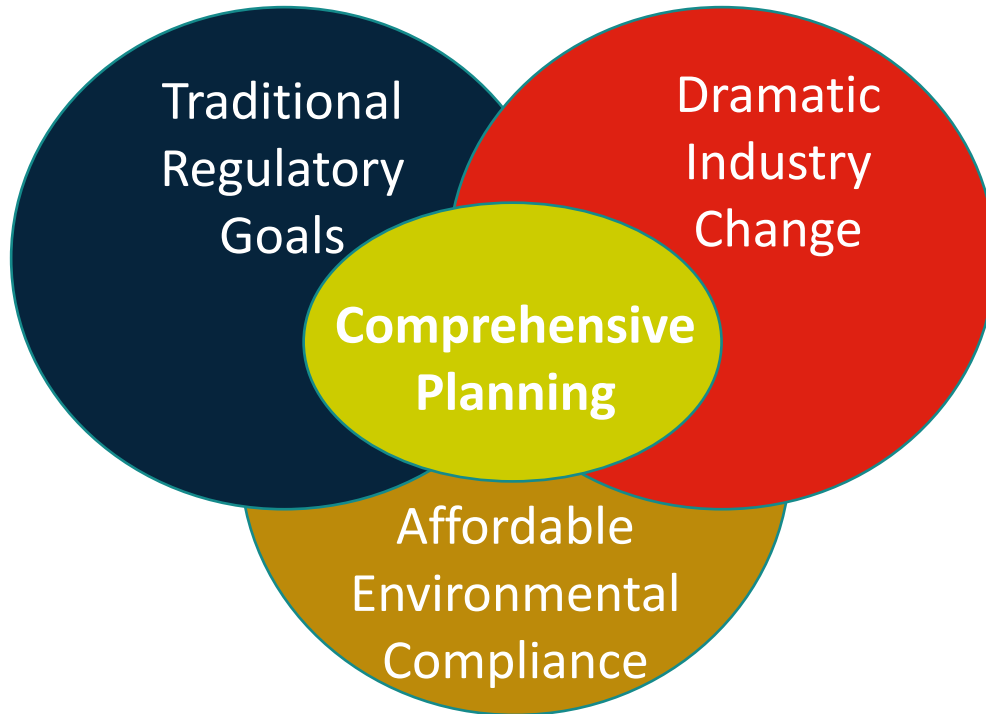 Traditional
Regulatory
Goals
Dramatic
Industry
Change
Comprehensive
Planning
Affordable
Environmental
Compliance